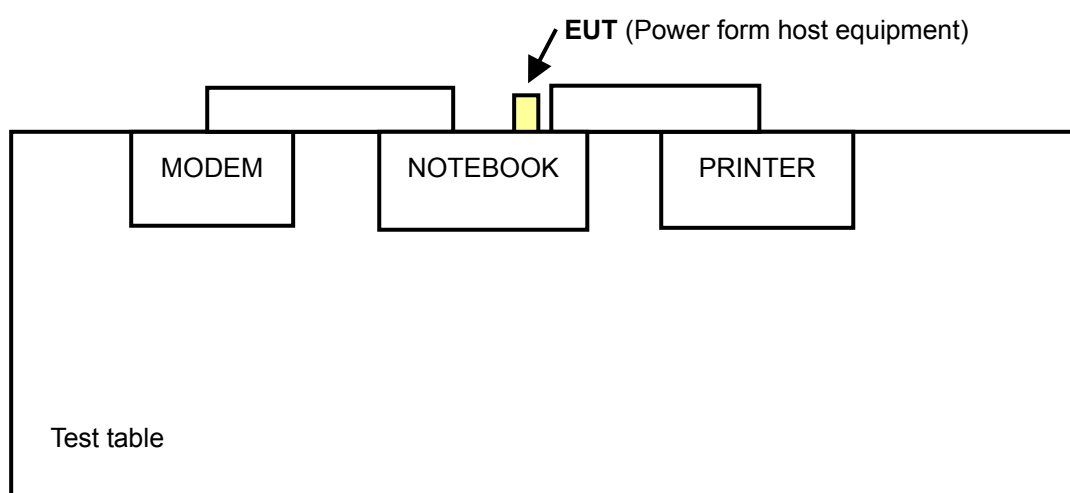 EUT (Power form host equipment)
MODEM
NOTEBOOK
PRINTER
Test table